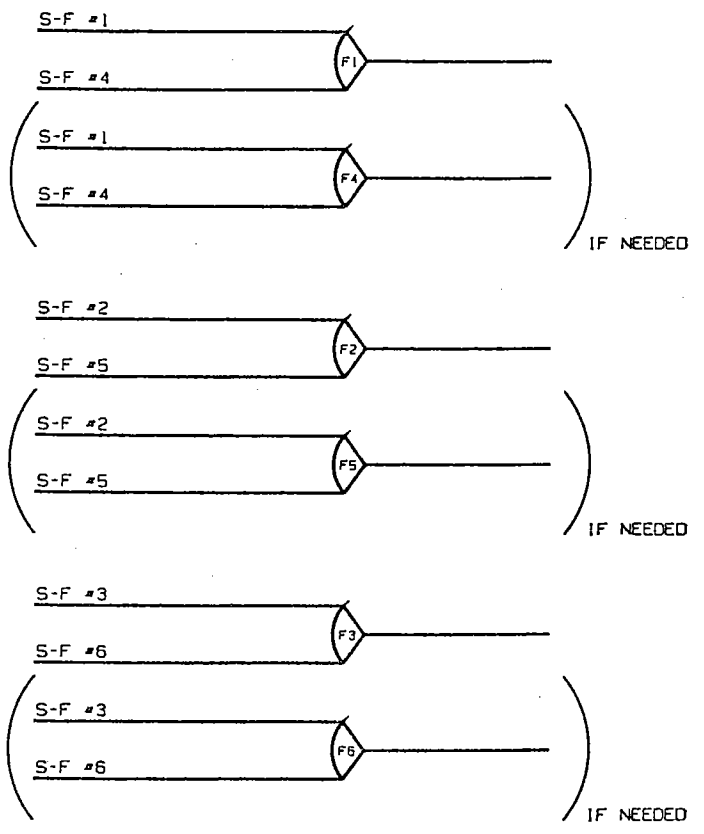 S-F #1
F1
S-F #4
S-F #1
F4
S-F #4
IF NEEDED
S-F #2
F2
S-F #5
S-F #2
F5
S-F #5
IF NEEDED
S-F #3
F3
S-F #6
S-F #3
F6
S-F #6
IF NEEDED